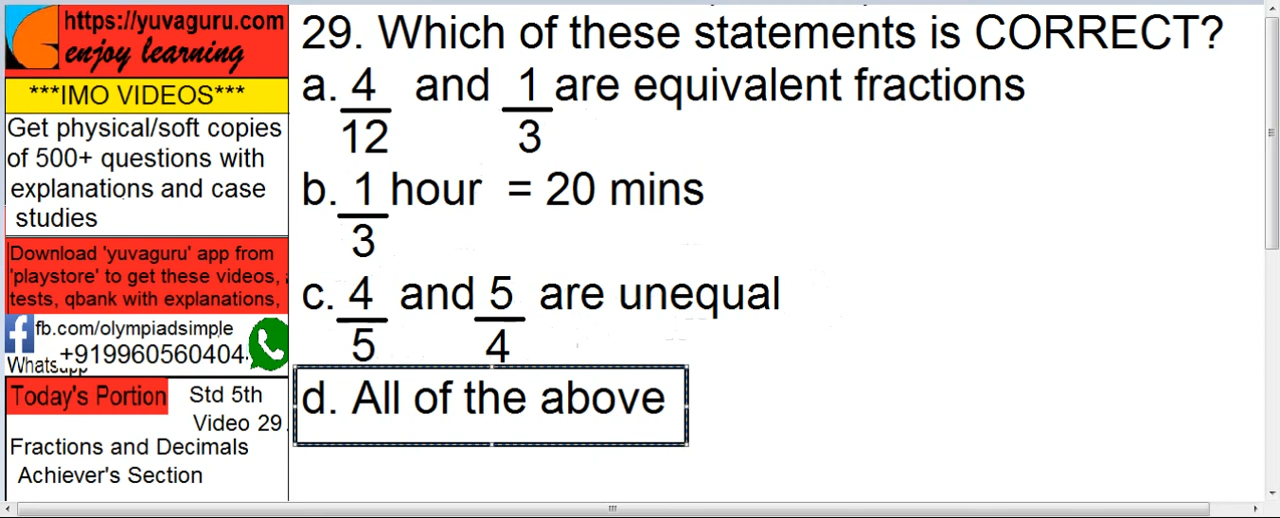 https://yuvaguru.com
enjoy learning
***IMO VIDEOS***
Get physical/soft copies
of 500+ questions with
explanations and case
studies
Download 'yuvaguru' app from
'playstore' to get these videos,
tests, qbank with explanations,
fb.com/olympiadsimple
+919960560404.
Whatsupp
Today's Portion Std 5th
Video 29.
Fractions and Decimals
Achiever's Section
29. Which of these statements is CORRECT?
a. 4/12 and 1/3 are equivalent fractions
b. 1/3 hour = 20 mins
c. 4/5 and 5/4 are unequal
d. All of the above